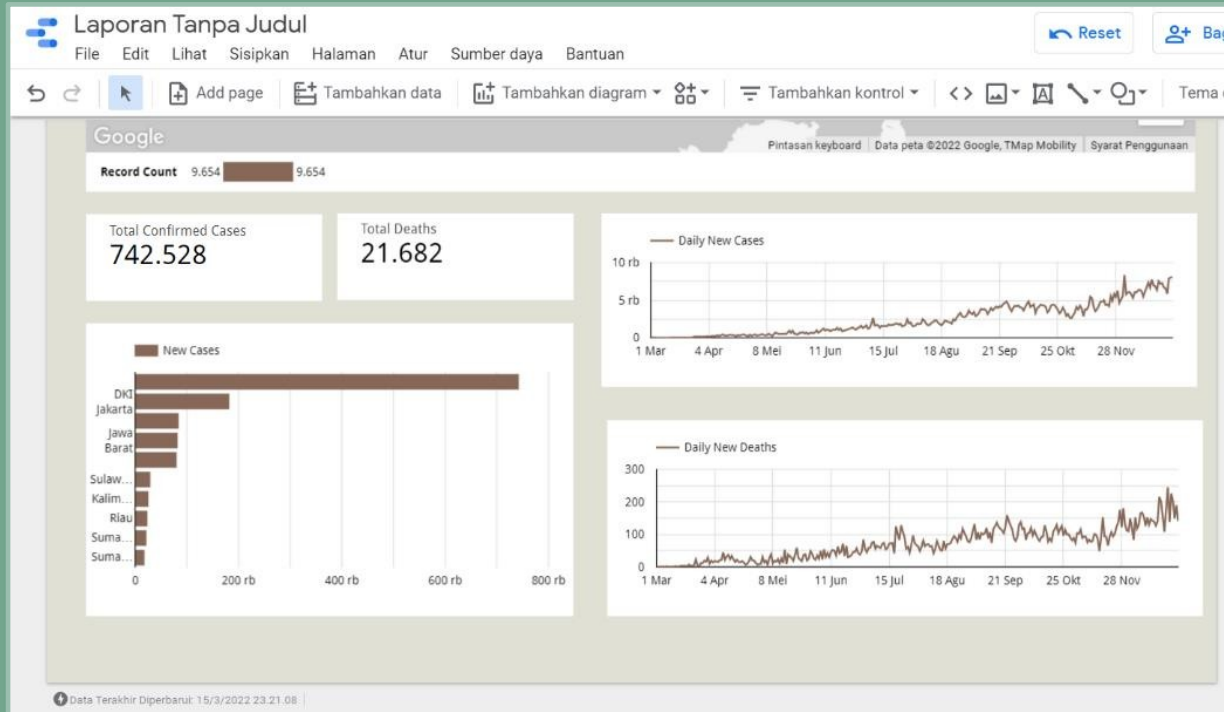 Laporan Tanpa Judul
File Edit Lihat Sisipkan Halaman Atur Sumber daya Bantuan
Reset
Add page Tambahkan data Tambahkan diagram Tambahkan kontrol Tema
Google
Pintasan keyboard Data peta ©2022 Google, TMap Mobility Syarat Penggunaan
Record Count 9.654 9.654
Total Confirmed Cases
742.528
Total Deaths
21.682
Daily New Cases
10 rb
5 rb
0
1 Mar 4 Apr 8 Mei 11 Jun 15 Jul 18 Agu 21 Sep 25 Okt 28 Nov
New Cases
DKI
Jakarta
Jawa
Barat
Sulaw...
Kalim...
Riau
Suma...
Suma...
0 200 rb 400 rb 600 rb 800 rb
Daily New Deaths
300
200
100
0
1 Mar 4 Apr 8 Mei 11 Jun 15 Jul 18 Agu 21 Sep 25 Okt 28 Nov
Data Terakhir Diperbarui: 15/3/2022 23.21.08